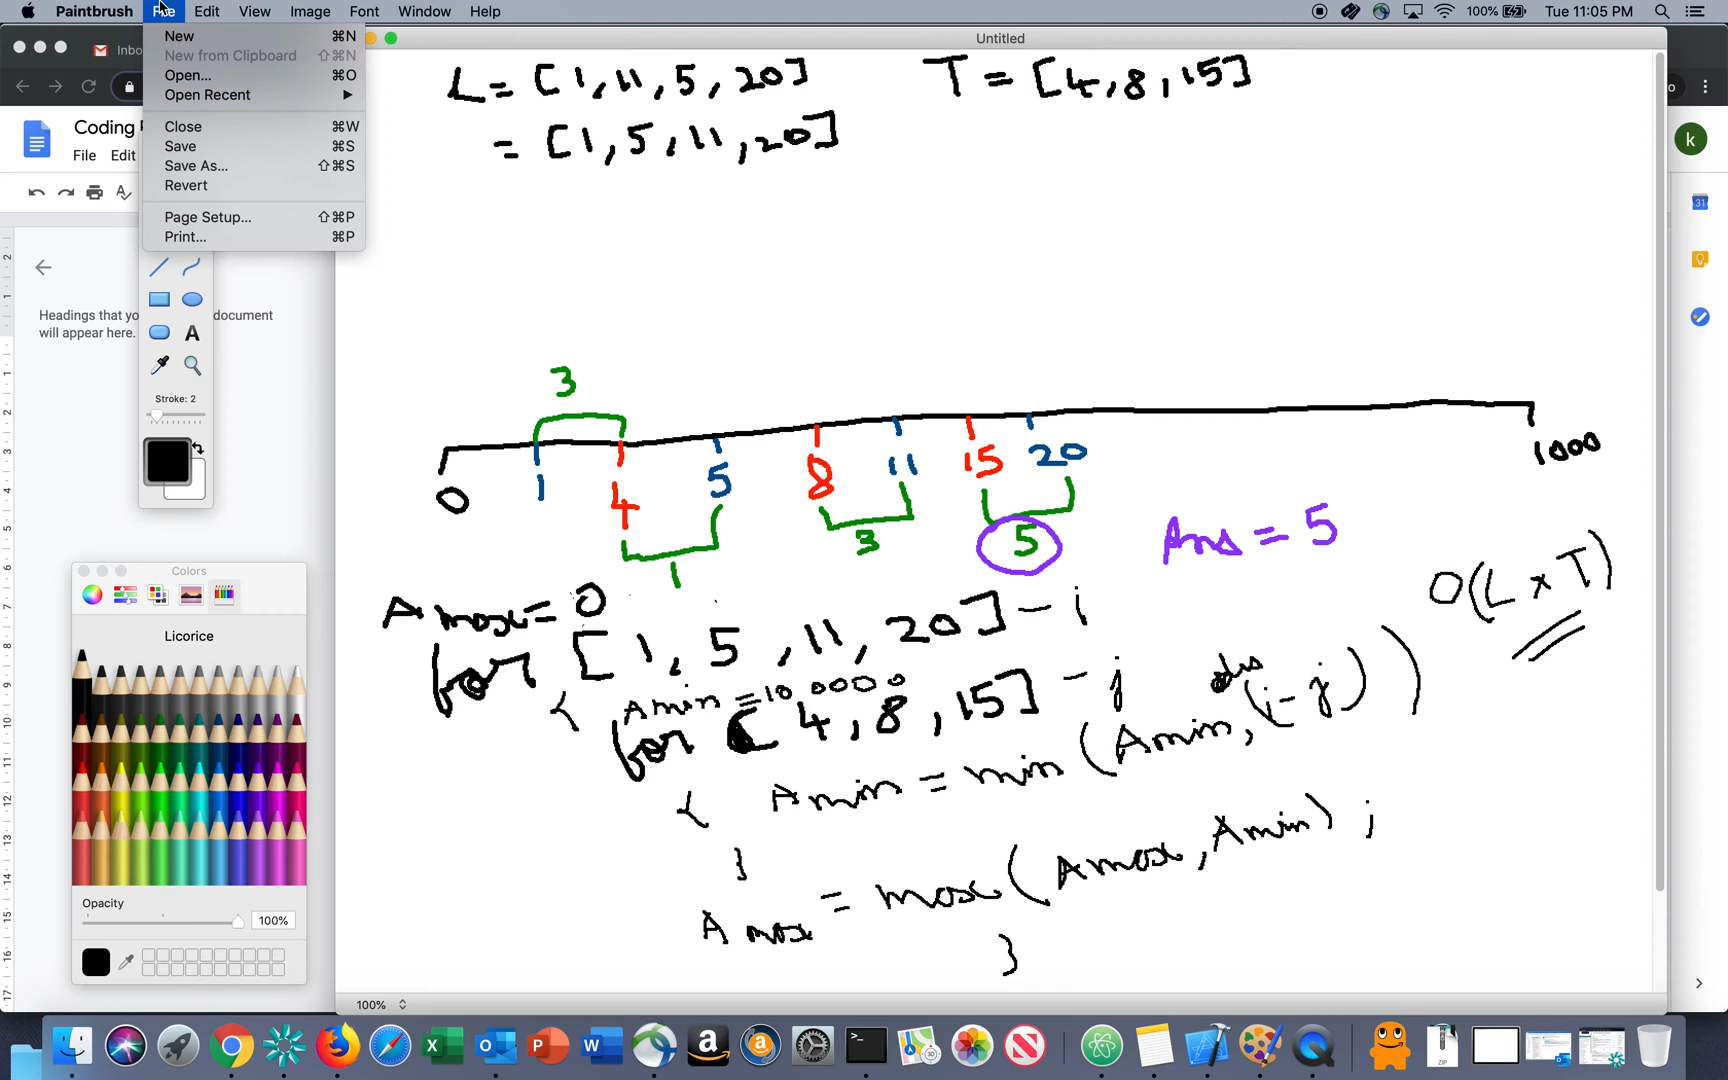 Paintbrush File Edit View Image Font Window Help 100% Tue 11:05 PM
New ⌘N
New from Clipboard ⇧⌘N
Open... ⌘O
Open Recent
Close ⌘W
Save ⌘S
Save As... ⇧⌘S
Revert
Page Setup... ⇧⌘P
Print... ⌘P
Untitled
Inbo
Coding
File Edit
k
31
Headings that you document
will appear here.
Stroke: 2
A
Colors
Licorice
Opacity
100%
L = [1, 11, 5, 20] T = [4, 8, 15]
= [1, 5, 11, 20]
3
0 1 4 5 8 11 15 20 1000
1 3 5
Ans = 5
O(L x T)
Amax = 0
for [1, 5, 11, 20] - i
{ Amin = 100000
for [4, 8, 15] - j
{ Amin = min(Amin, abs(i-j))
}
Amax = max(Amax, Amin);
}
100%